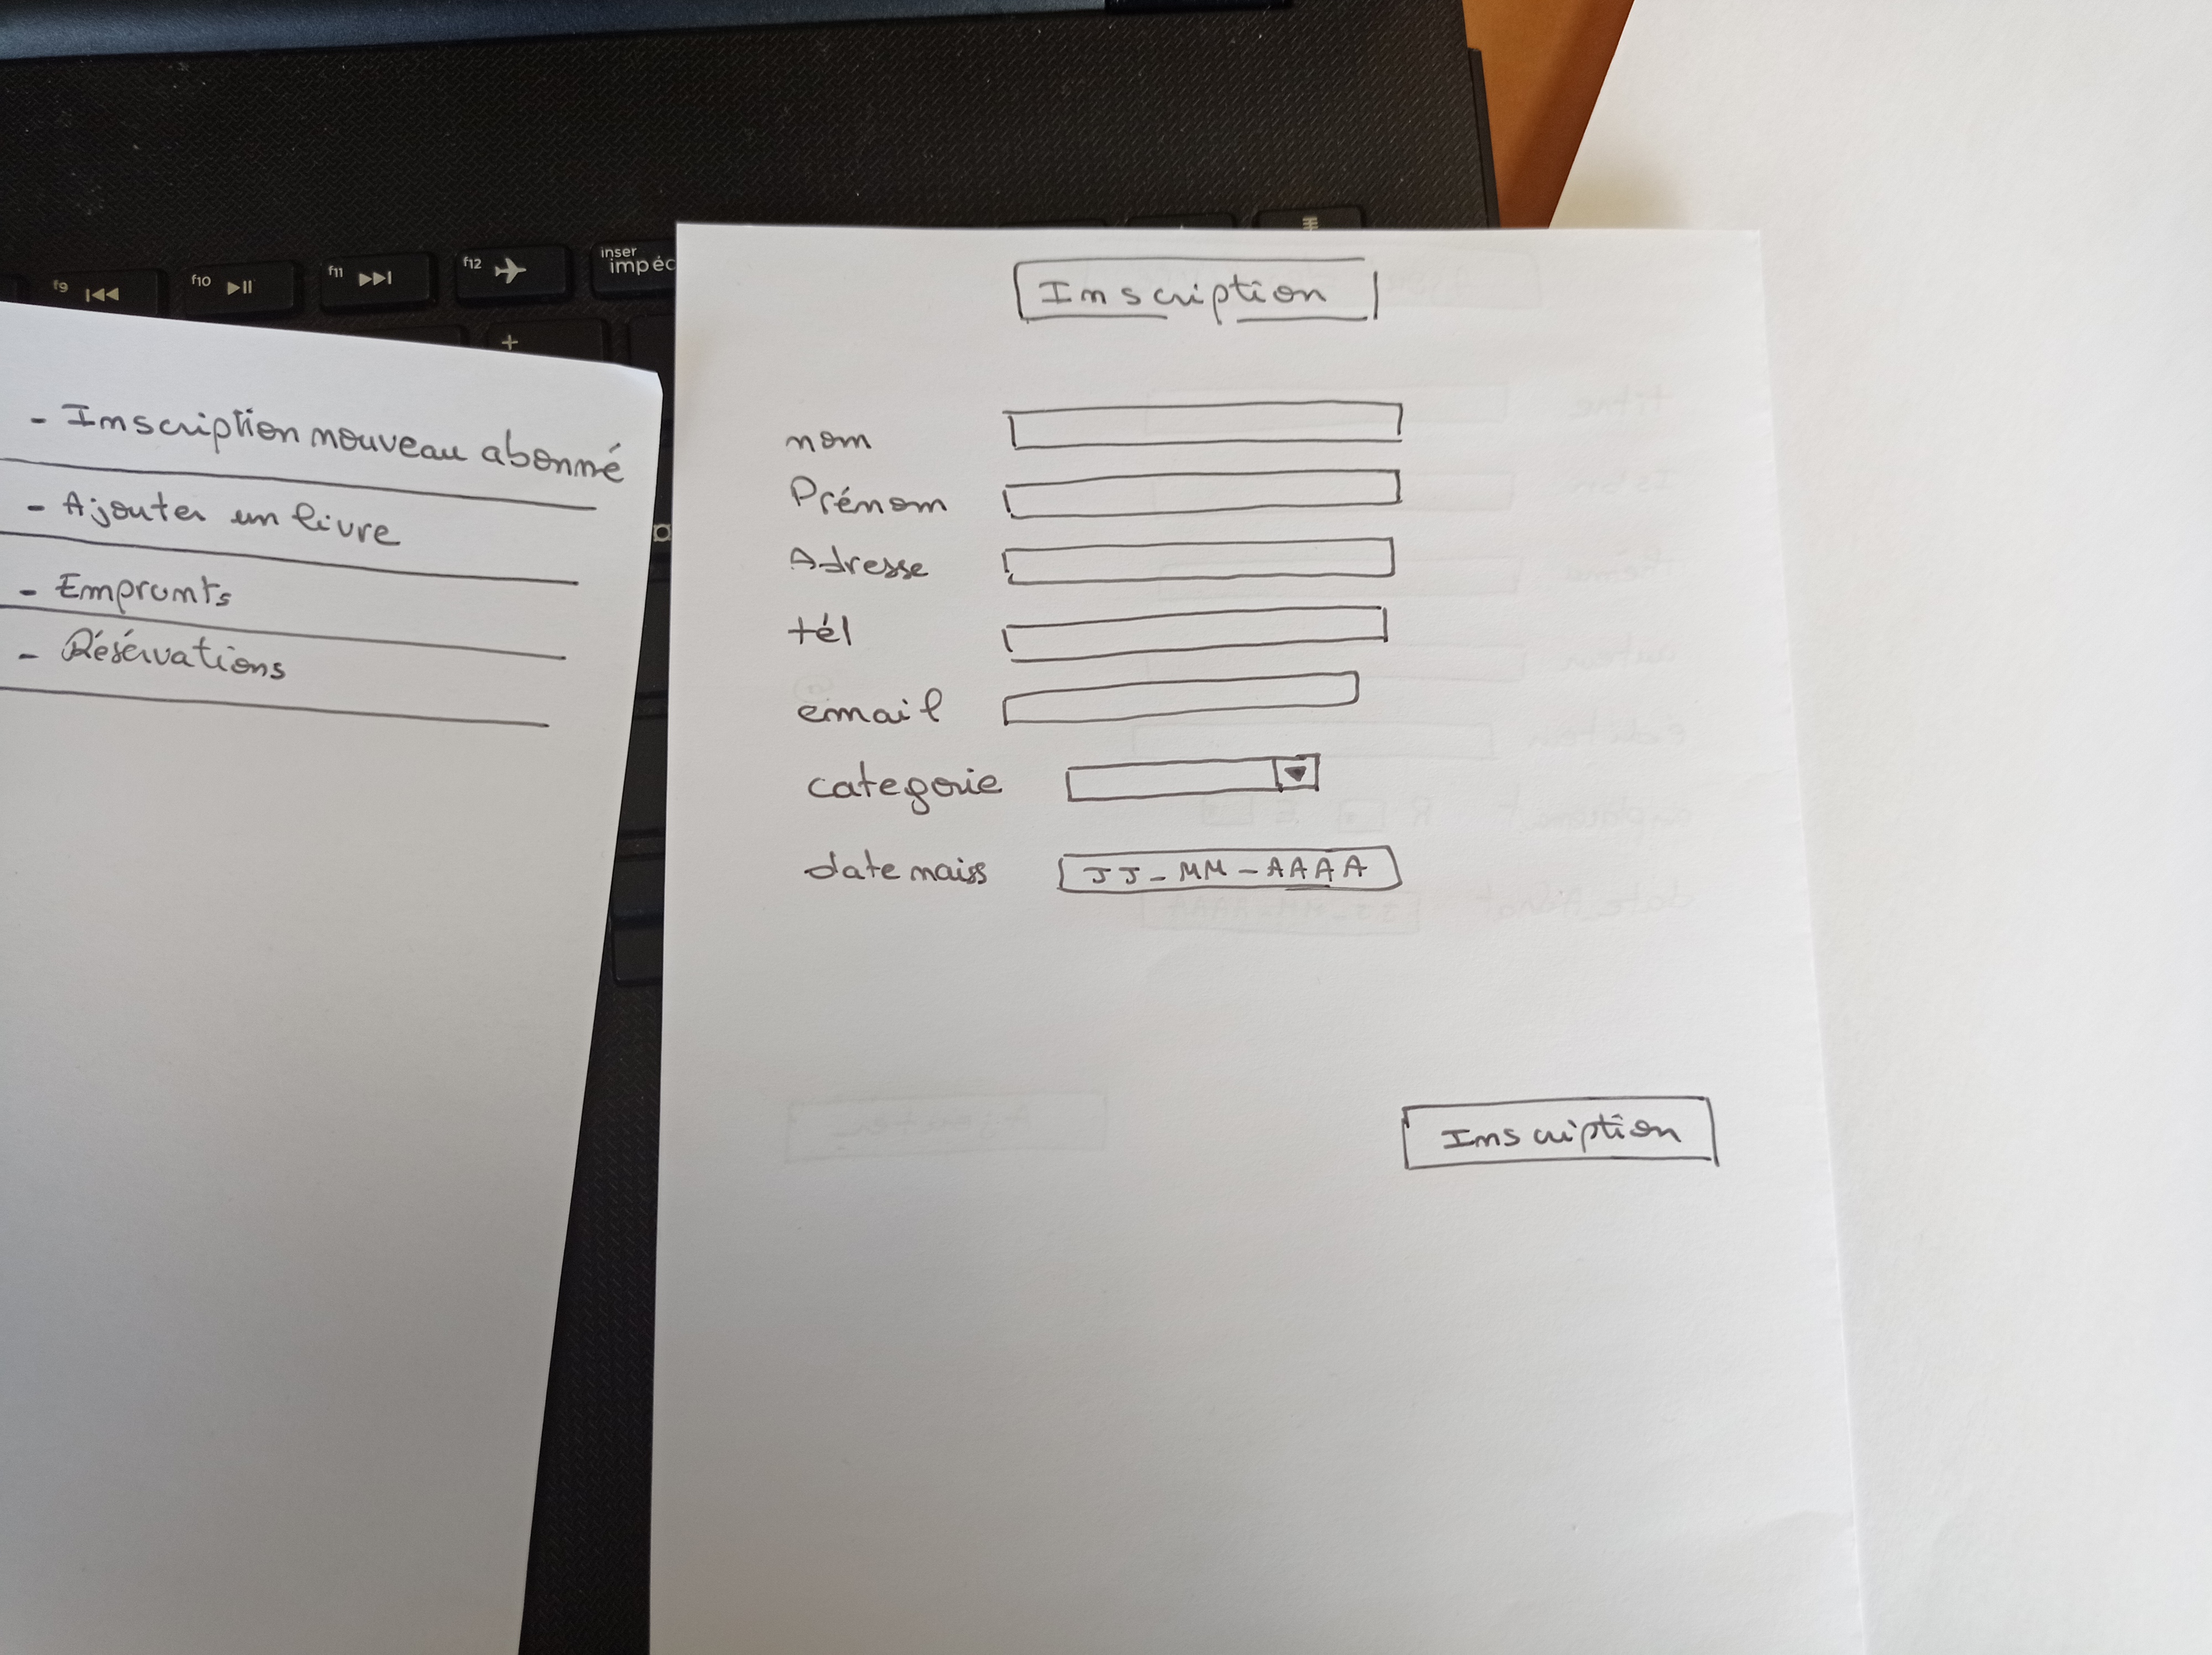 f9
f10
f11
f12
inser
impéc
+
- Inscription nouveau abonné
- Ajouter un livre
- Emprunts
- Résérvations
Inscription
nom
Prénom
Adresse
tél
email
categorie
date naiss JJ-MM-AAAA
Inscription